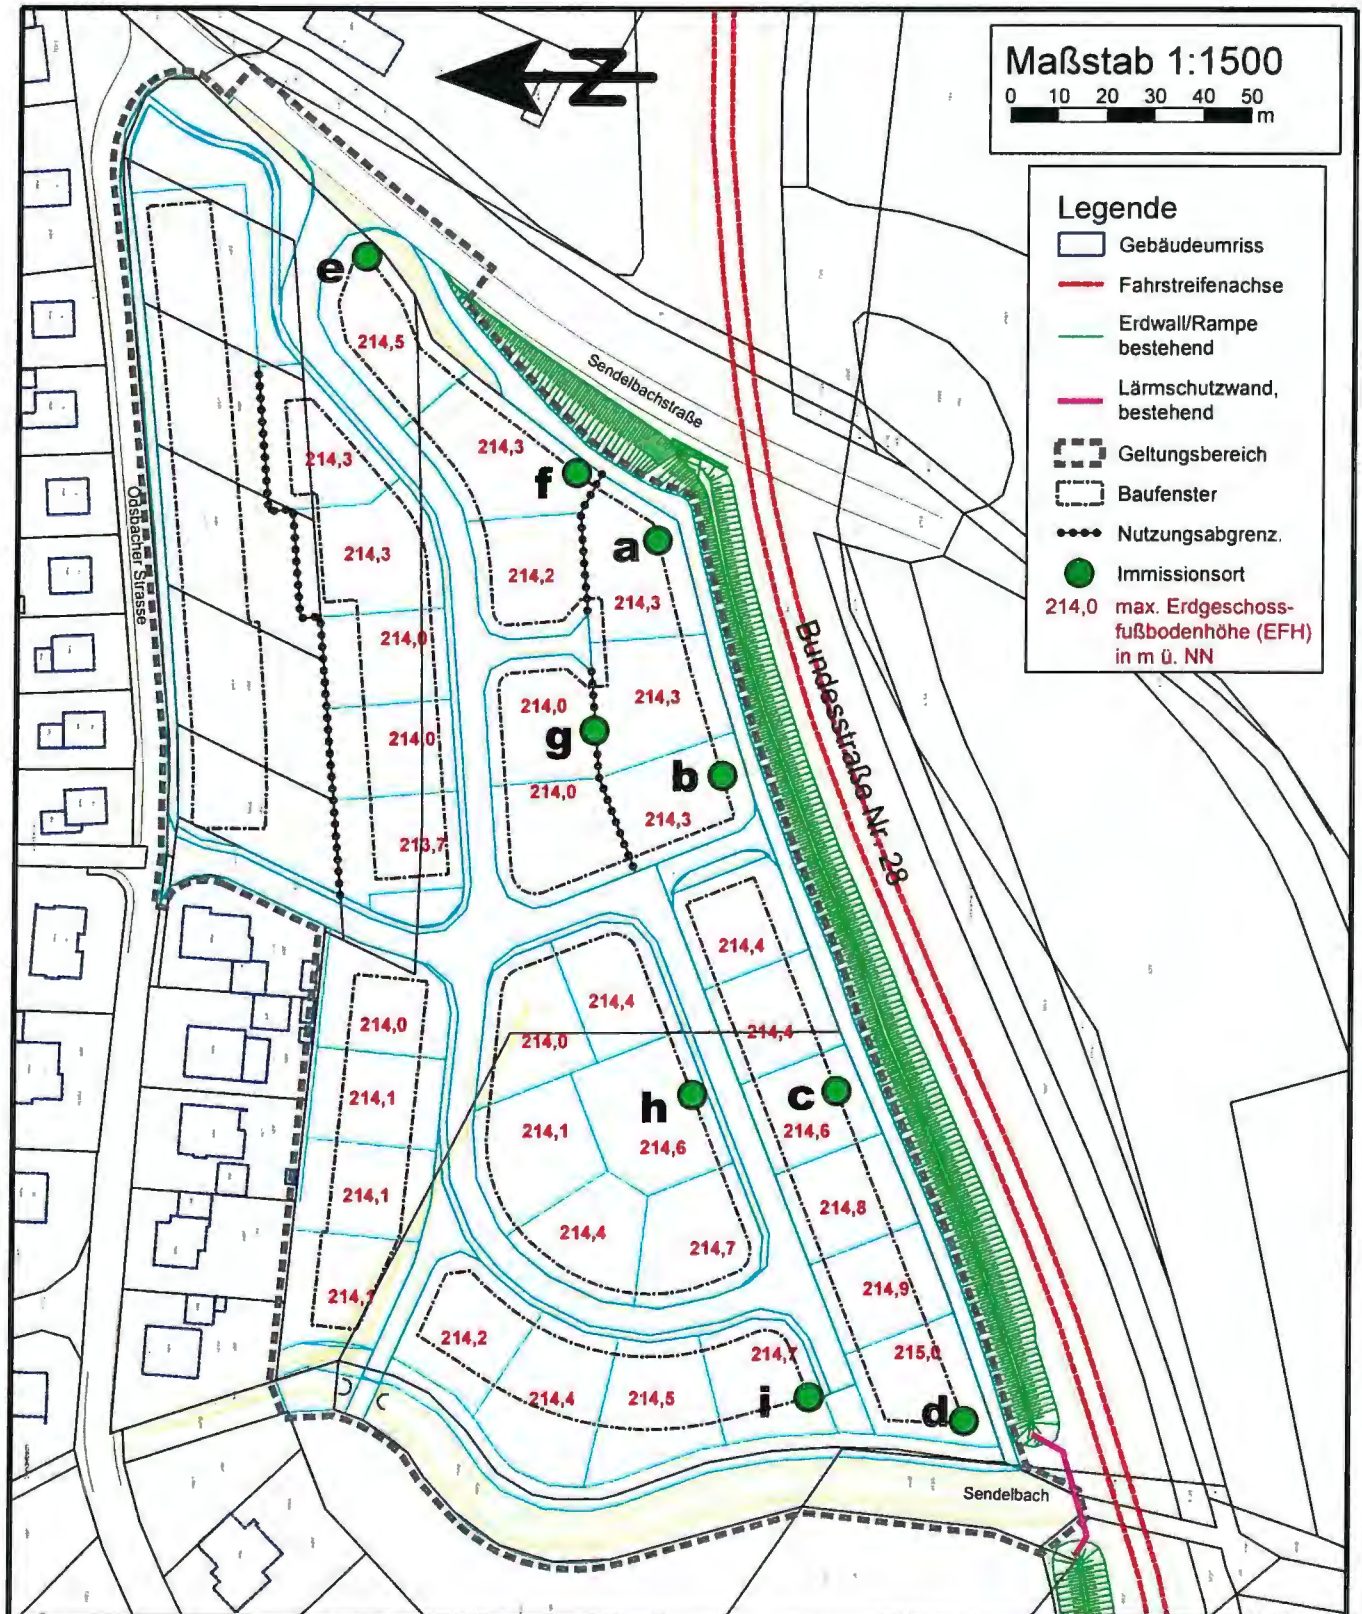 N
Maßstab 1:1500
0 10 20 30 40 50
m
Legende
Gebäudeumriss
Fahrstreifenachse
Erdwall/Rampe
bestehend
Lärmschutzwand,
bestehend
Geltungsbereich
Baufenster
Nutzungsabgrenz.
Immissionsort
214,0 max. Erdgeschoss-
fußbodenhöhe (EFH)
in m ü. NN
e
214,5
Sendelbachstraße
214,3
214,3
f
Ödsbacher Strasse
a
214,3
214,2
214,3
214,0
Bundesstraße Nr. 28
214,3
214,0
g
214,0
b
214,0
214,3
213,7
214,4
214,4
214,0
214,0
214,4
h
c
214,1
214,1
214,6
214,6
214,1
214,8
214,4
214,7
214,9
214,1
214,2
214,7
215,0
214,4
214,5
i
d
Sendelbach